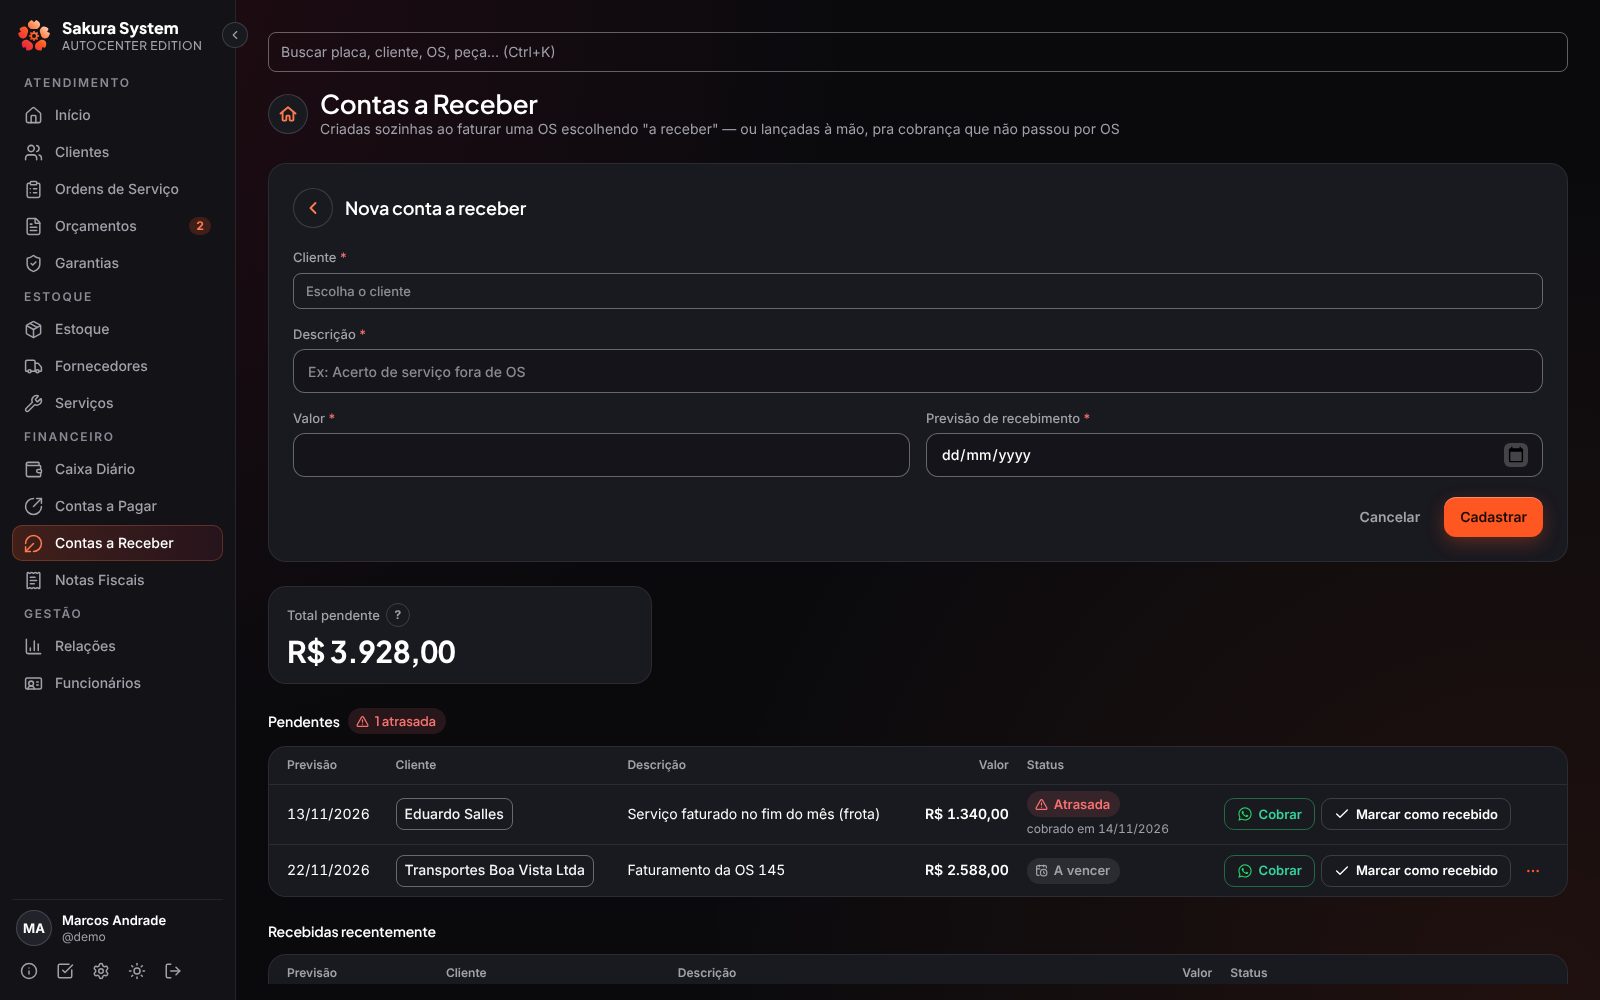 Sakura System
AUTOCENTER EDITION
ATENDIMENTO
Início
Clientes
Ordens de Serviço
Orçamentos 2
Garantias
ESTOQUE
Estoque
Fornecedores
Serviços
FINANCEIRO
Caixa Diário
Contas a Pagar
Contas a Receber
Notas Fiscais
GESTÃO
Relações
Funcionários
MA
Marcos Andrade
@demo
Buscar placa, cliente, OS, peça... (Ctrl+K)
Contas a Receber
Criadas sozinhas ao faturar uma OS escolhendo "a receber" — ou lançadas à mão, pra cobrança que não passou por OS
Nova conta a receber
Cliente *
Escolha o cliente
Descrição *
Ex: Acerto de serviço fora de OS
Valor * Previsão de recebimento *
dd/mm/yyyy
Cancelar Cadastrar
Total pendente ?
R$ 3.928,00
Pendentes 1 atrasada
Previsão Cliente Descrição Valor Status
13/11/2026 Eduardo Salles Serviço faturado no fim do mês (frota) R$ 1.340,00 Atrasada Cobrar Marcar como recebido
cobrado em 14/11/2026
22/11/2026 Transportes Boa Vista Ltda Faturamento da OS 145 R$ 2.588,00 A vencer Cobrar Marcar como recebido ...
Recebidas recentemente
Previsão Cliente Descrição Valor Status